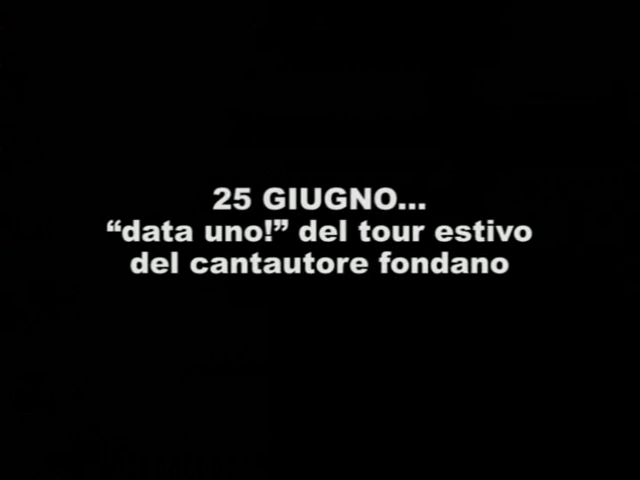 25 GIUGNO...
“data uno!” del tour estivo
del cantautore fondano